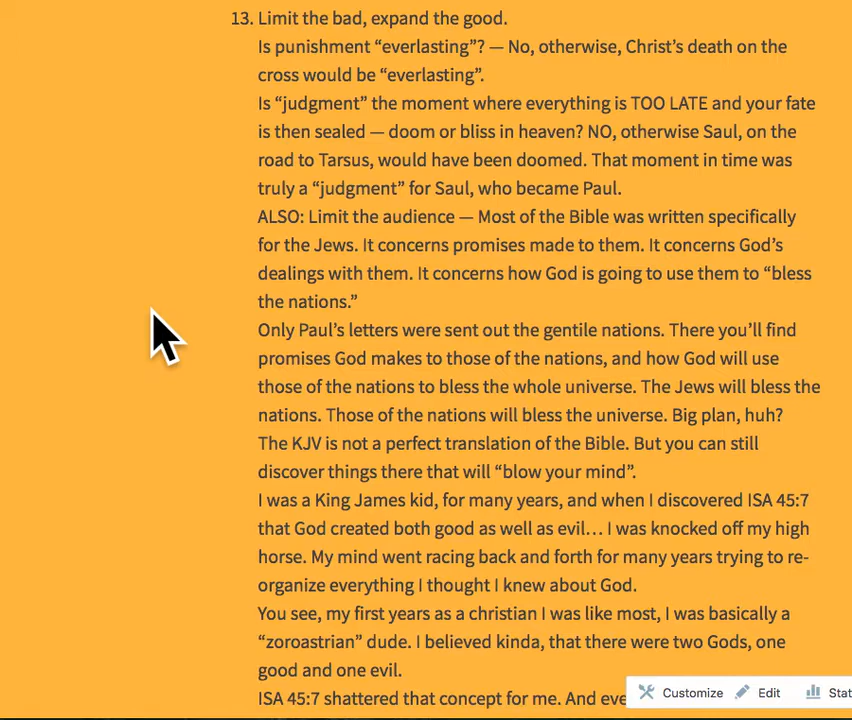 13. Limit the bad, expand the good.
Is punishment “everlasting”? — No, otherwise, Christ’s death on the
cross would be “everlasting”.
Is “judgment” the moment where everything is TOO LATE and your fate
is then sealed — doom or bliss in heaven? NO, otherwise Saul, on the
road to Tarsus, would have been doomed. That moment in time was
truly a “judgment” for Saul, who became Paul.
ALSO: Limit the audience — Most of the Bible was written specifically
for the Jews. It concerns promises made to them. It concerns God’s
dealings with them. It concerns how God is going to use them to “bless
the nations.”
Only Paul’s letters were sent out the gentile nations. There you’ll find
promises God makes to those of the nations, and how God will use
those of the nations to bless the whole universe. The Jews will bless the
nations. Those of the nations will bless the universe. Big plan, huh?
The KJV is not a perfect translation of the Bible. But you can still
discover things there that will “blow your mind”.
I was a King James kid, for many years, and when I discovered ISA 45:7
that God created both good as well as evil… I was knocked off my high
horse. My mind went racing back and forth for many years trying to re-
organize everything I thought I knew about God.
You see, my first years as a christian I was like most, I was basically a
“zoroastrian” dude. I believed kinda, that there were two Gods, one
good and one evil.
ISA 45:7 shattered that concept for me. And eve
Customize Edit Stat